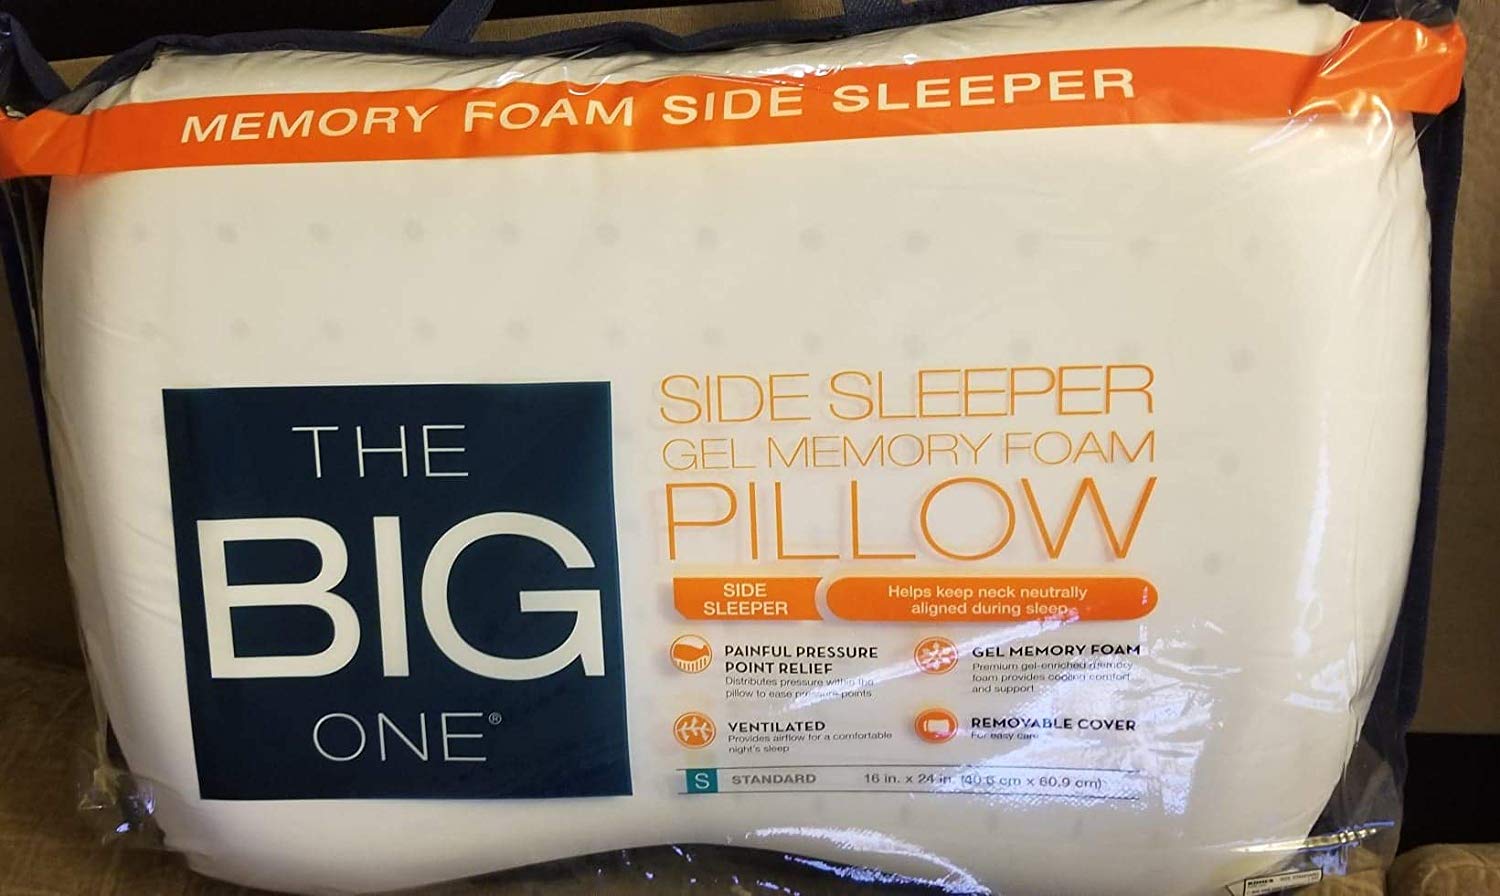 MEMORY FOAM SIDE SLEEPER
THE
BIG
ONE®
SIDE SLEEPER
GEL MEMORY FOAM
PILLOW
SIDE
SLEEPER
Helps keep neck neutrally
aligned during sleep
PAINFUL PRESSURE
POINT RELIEF
Distributes pressure within the
pillow to ease pressure points
GEL MEMORY FOAM
Premium gel-enriched memory
foam provides cooling comfort
and support
VENTILATED
Provides airflow for a comfortable
night's sleep
REMOVABLE COVER
For easy care
S STANDARD 16 in. x 24 in. (40.6 cm x 60.9 cm)
KOHL'S